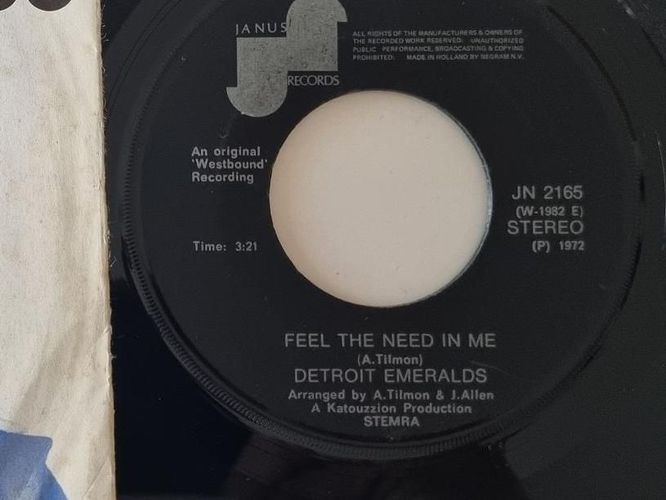 JANUS
RECORDS
ALL RIGHTS OF THE MANUFACTURERS & OWNERS OF
THE RECORDED WORK RESERVED. UNAUTHORIZED
PUBLIC PERFORMANCE, BROADCASTING & COPYING
PROHIBITED. MADE IN HOLLAND BY NEGRAM N.V.
An original
'Westbound'
Recording
Time: 3:21
JN 2165
(W-1982 E)
STEREO
(P) 1972
FEEL THE NEED IN ME
(A.Tilmon)
DETROIT EMERALDS
Arranged by A.Tilmon & J.Allen
A Katouzzion Production
STEMRA